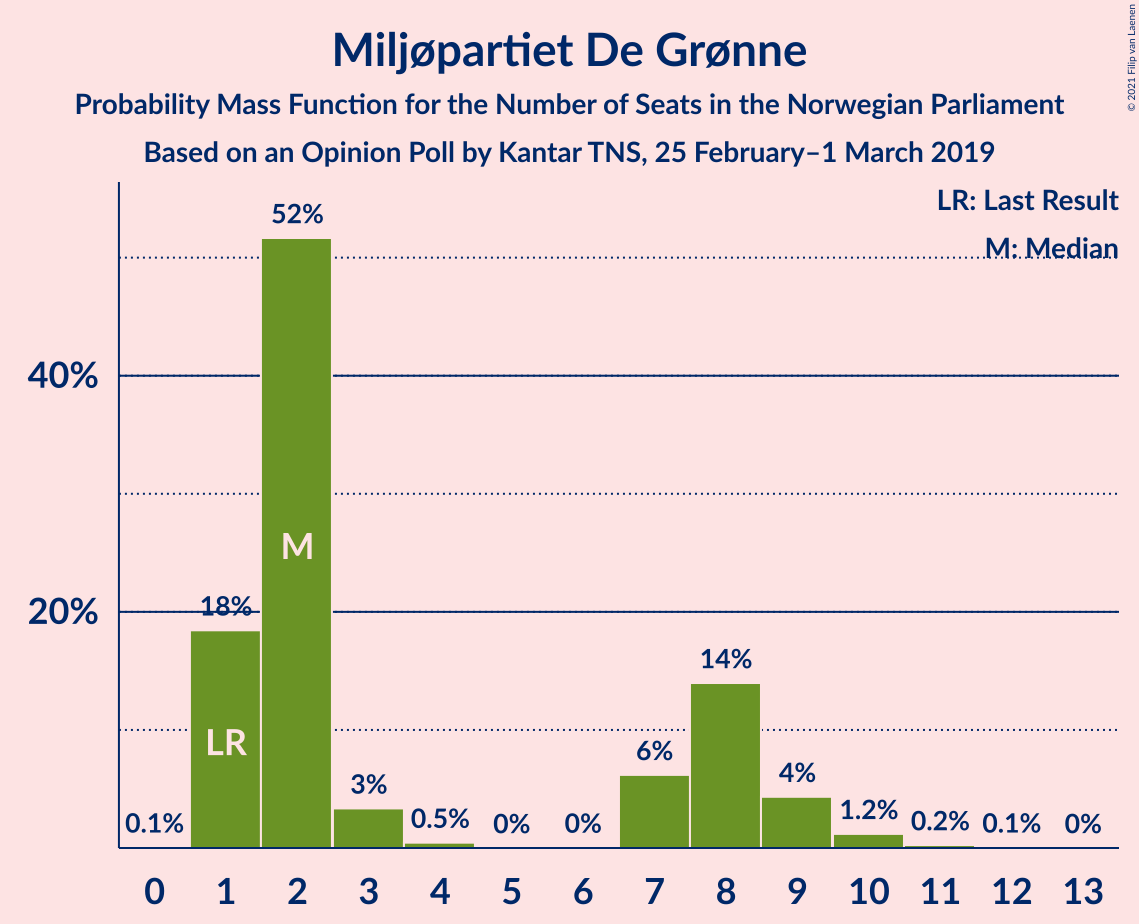 Miljøpartiet De Grønne
Probability Mass Function for the Number of Seats in the Norwegian Parliament
Based on an Opinion Poll by Kantar TNS, 25 February–1 March 2019
© 2021 Filip van Laenen
LR: Last Result
M: Median
52%
40%
M
20%
18%
14%
LR
6%
4%
3%
1.2%
0.5%
0.1%
0%
0%
0.2%
0.1%
0%
0 1 2 3 4 5 6 7 8 9 10 11 12 13